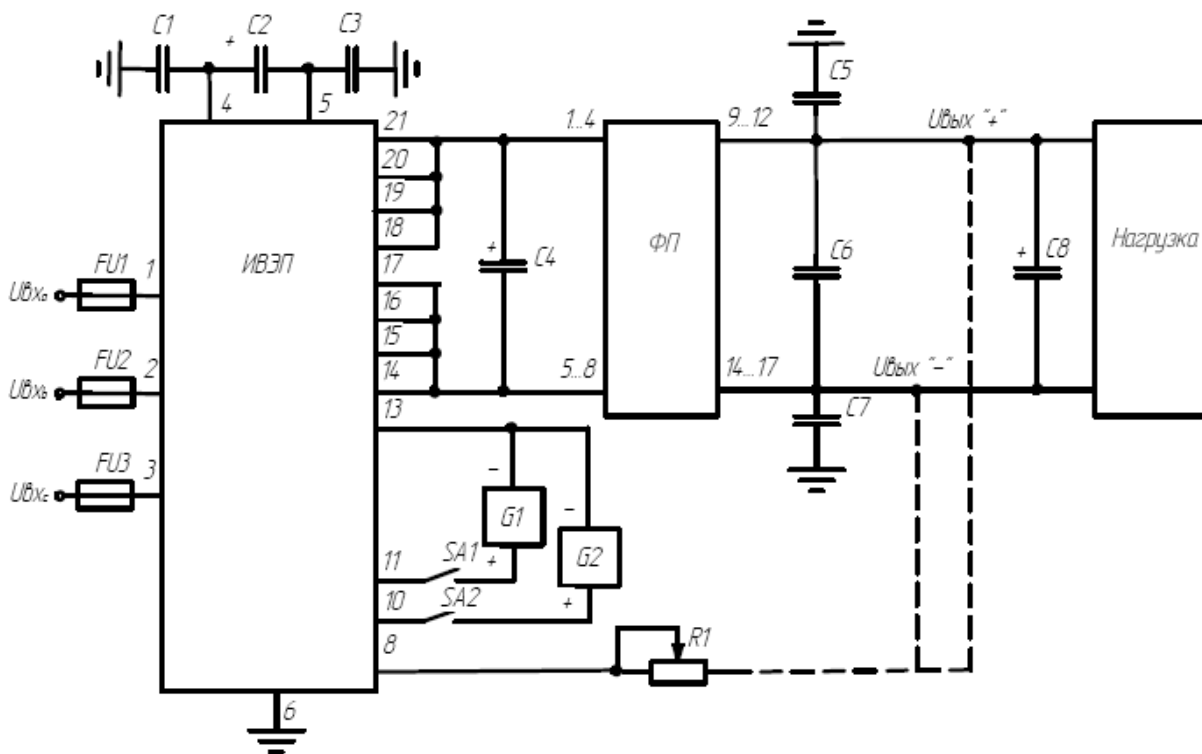 C1
C2
C3
+
4
5
C5
21
1...4
9...12
Uвых "+"
20
19
18
17
16
15
14
13
FU1
1
Uвхa
ИВЭП
+
C4
ФП
C6
+
C8
Нагрузка
FU2
2
Uвхb
5...8
14...17
Uвых "-"
C7
FU3
3
Uвхc
-
G1
+
-
G2
+
11
SA1
10
SA2
8
R1
6